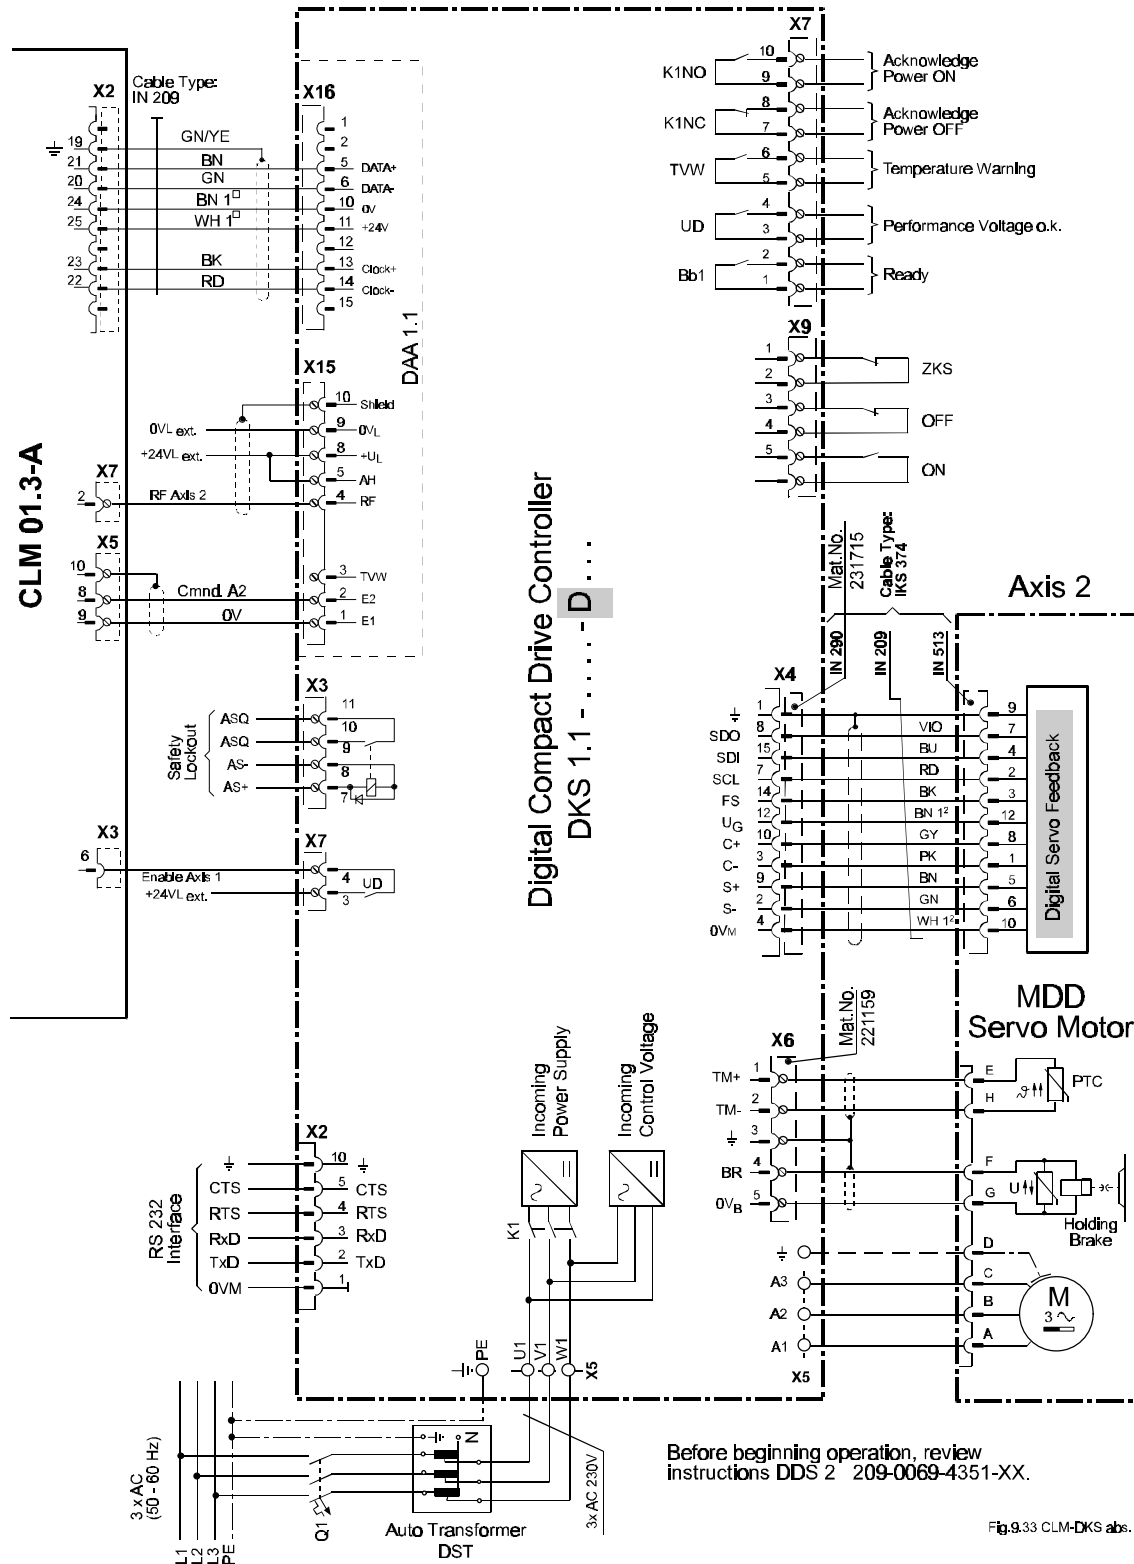 CLM 01.3-A
X2
Cable Type:
IN 209
19
GN/YE
21
BN
20
GN
24
BN 1
25
WH 1
23
BK
22
RD
X16
1
2
5 DATA+
6 DATA-
10 0V
11 +24V
12
13 Clock+
14 Clock-
15
DAA 1.1
X15
10 Shield
0VL ext.
9 0VL
+24VL ext.
8 +UL
5 AH
X7
2
RF Axis 2
4 RF
X5
10
8
9
3 TVW
Cmnd. A2
2 E2
0V
1 E1
X3
Safety
Lockout
ASQ
11
ASQ
10
AS-
9
AS+
8
7
X3
6
X7
Enable Axis 1
4
+24VL ext.
3
UD
Digital Compact Drive Controller
DKS 1.1 - . . . . . - D . . . .
X7
K1NO
10
9
Acknowledge
Power ON
K1NC
8
7
Acknowledge
Power OFF
TVW
6
5
Temperature Warning
UD
4
3
Performance Voltage o.k.
Bb1
2
1
Ready
X9
1
2
ZKS
3
4
OFF
5
ON
Mat.No.
231715
Cable Type:
IKS 374
IN 290
IN 209
IN 513
Axis 2
X4
1
9
SDO 8
VIO
7
SDI 15
BU
4
SCL 7
RD
2
FS 14
BK
3
UG 12
BN 1²
12
C+ 10
GY
8
C- 3
PK
1
S+ 9
BN
5
S- 2
GN
6
0VM 4
WH 1²
10
Digital Servo Feedback
MDD
Servo Motor
X6
Mat.No.
221159
TM+ 1
E
TM- 2
H
PTC
3
BR 4
F
0VB 5
G
U
Holding
Brake
D
A3
C
A2
B
A1
A
M
3
X5
Incoming
Power Supply
Incoming
Control Voltage
K1
X2
RS 232
Interface
10
CTS 5 CTS
RTS 4 RTS
RxD 3 RxD
TxD 2 TxD
0VM 1
PE
U1
V1
W1
X5
3 x AC
(50 - 60 Hz)
L1
L2
L3
PE
Q1
N
Auto Transformer
DST
3x AC 230V
Before beginning operation, review
instructions DDS 2 209-0069-4351-XX.
Fig.9.33 CLM-DKS abs.